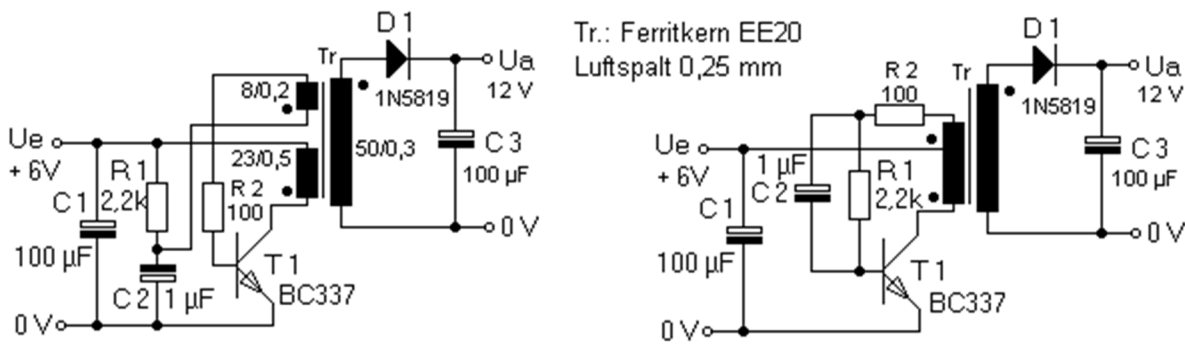 D 1
Tr
Ua
12 V
8/0,2
1N5819
Ue
+ 6V
23/0,5
50/0,3
C 3
100 µF
R 1
2,2k
R 2
100
C 1
100 µF
0 V
T 1
BC337
C 2
1 µF
0 V
Tr.: Ferritkern EE20
Luftspalt 0,25 mm
D 1
R 2
100
Tr
Ua
12 V
1N5819
Ue
+ 6V
1 µF
C 2
R 1
2,2k
C 3
100 µF
C 1
100 µF
0 V
T 1
BC337
0 V